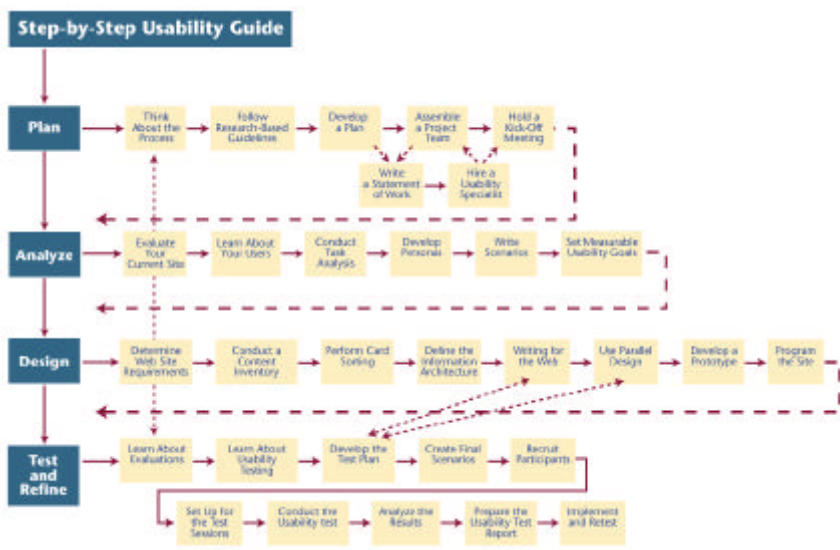 Step-by-Step Usability Guide
Plan
Think
About the
Process
Follow
Research-Based
Guidelines
Develop
a Plan
Assemble
a Project
Team
Hold a
Kick-Off
Meeting
Write
a Statement
of Work
Hire a
Usability
Specialist
Analyze
Evaluate
Your
Current Site
Learn About
Your Users
Conduct
Task
Analysis
Develop
Personas
Write
Scenarios
Set Measurable
Usability Goals
Design
Determine
Web Site
Requirements
Conduct a
Content
Inventory
Perform Card
Sorting
Define the
Information
Architecture
Writing for
the Web
Use Parallel
Design
Develop a
Prototype
Program
the Site
Test
and
Refine
Learn About
Evaluations
Learn About
Usability
Testing
Develop the
Test Plan
Create Final
Scenarios
Recruit
Participants
Set Up for
the Test
Sessions
Conduct the
Usability test
Analyze the
Results
Prepare the
Usability Test
Report
Implement
and Retest